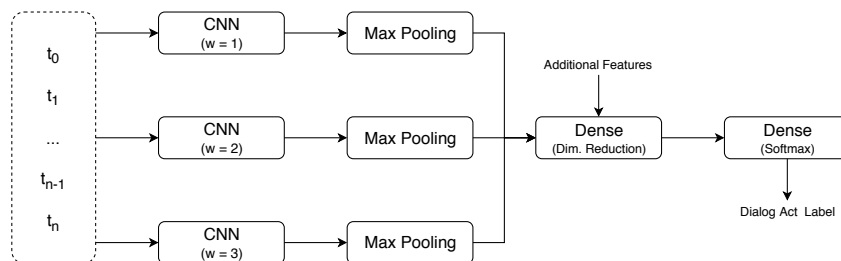 t0
t1
...
tn-1
tn
CNN
(w = 1)
Max Pooling
CNN
(w = 2)
Max Pooling
CNN
(w = 3)
Max Pooling
Additional Features
Dense
(Dim. Reduction)
Dense
(Softmax)
Dialog Act Label